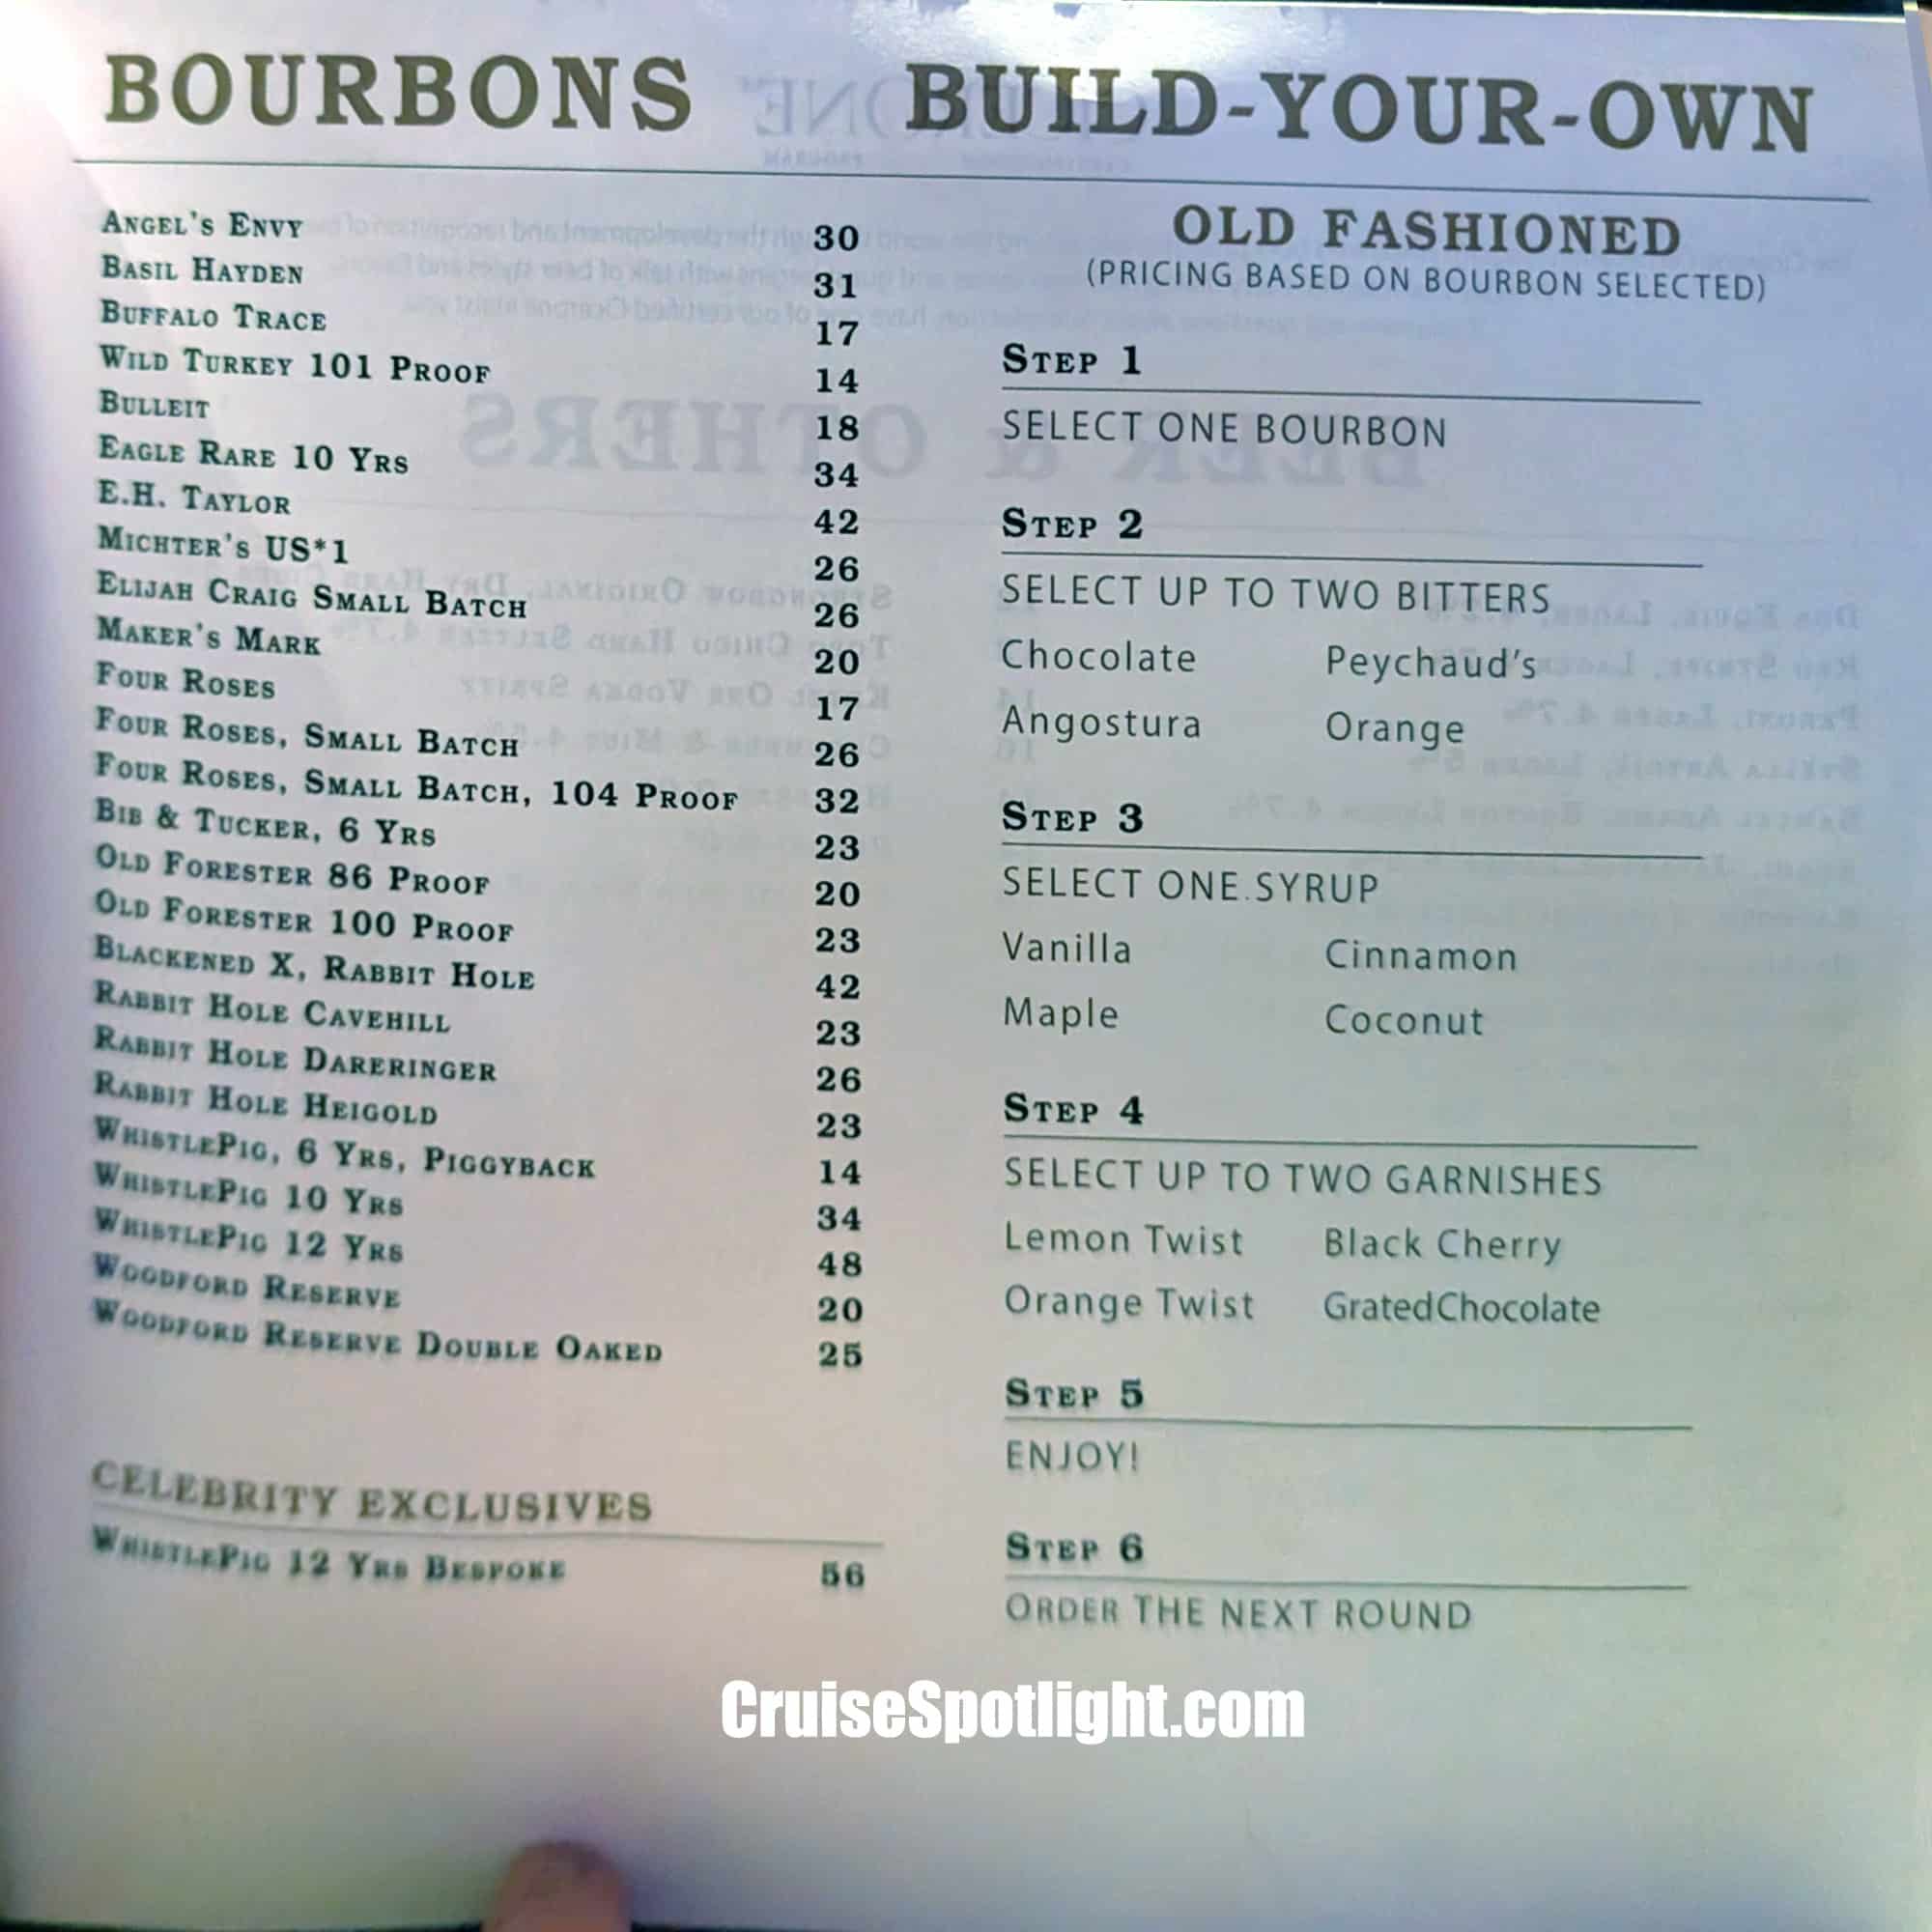 BOURBONS
ANGEL'S ENVY 30
BASIL HAYDEN 31
BUFFALO TRACE 17
WILD TURKEY 101 PROOF 14
BULLEIT 18
EAGLE RARE 10 YRS 34
E.H. TAYLOR 42
MICHTER'S US*1 26
ELIJAH CRAIG SMALL BATCH 26
MAKER'S MARK 20
FOUR ROSES 17
FOUR ROSES, SMALL BATCH 26
FOUR ROSES, SMALL BATCH, 104 PROOF 32
BIB & TUCKER, 6 YRS 23
OLD FORESTER 86 PROOF 20
OLD FORESTER 100 PROOF 23
BLACKENED X, RABBIT HOLE 42
RABBIT HOLE CAVEHILL 23
RABBIT HOLE DARERINGER 26
RABBIT HOLE HEIGOLD 23
WHISTLEPIG, 6 YRS, PIGGYBACK 14
WHISTLEPIG 10 YRS 34
WHISTLEPIG 12 YRS 48
WOODFORD RESERVE 20
WOODFORD RESERVE DOUBLE OAKED 25
CELEBRITY EXCLUSIVES
WHISTLEPIG 12 YRS BESPOKE 56
BUILD-YOUR-OWN
OLD FASHIONED
(PRICING BASED ON BOURBON SELECTED)
STEP 1
SELECT ONE BOURBON
STEP 2
SELECT UP TO TWO BITTERS
Chocolate Peychaud's
Angostura Orange
STEP 3
SELECT ONE.SYRUP
Vanilla Cinnamon
Maple Coconut
STEP 4
SELECT UP TO TWO GARNISHES
Lemon Twist Black Cherry
Orange Twist GratedChocolate
STEP 5
ENJOY!
STEP 6
ORDER THE NEXT ROUND
CruiseSpotlight.com